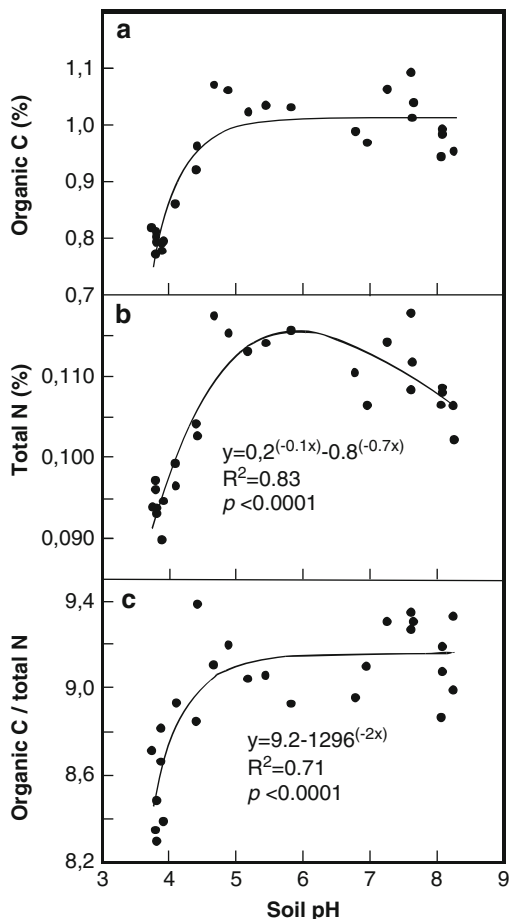 a
1,1
1.0
0.9
0.8
0,7
Organic C (%)
b
0,110
0,100
0,090
Total N (%)
y=0,2(-0.1x)-0.8(-0.7x)
R2=0.83
p <0.0001
c
9,4
9.0
8.6
8,2
Organic C / total N
y=9.2-1296(-2x)
R2=0.71
p <0.0001
3 4 5 6 7 8 9
Soil pH